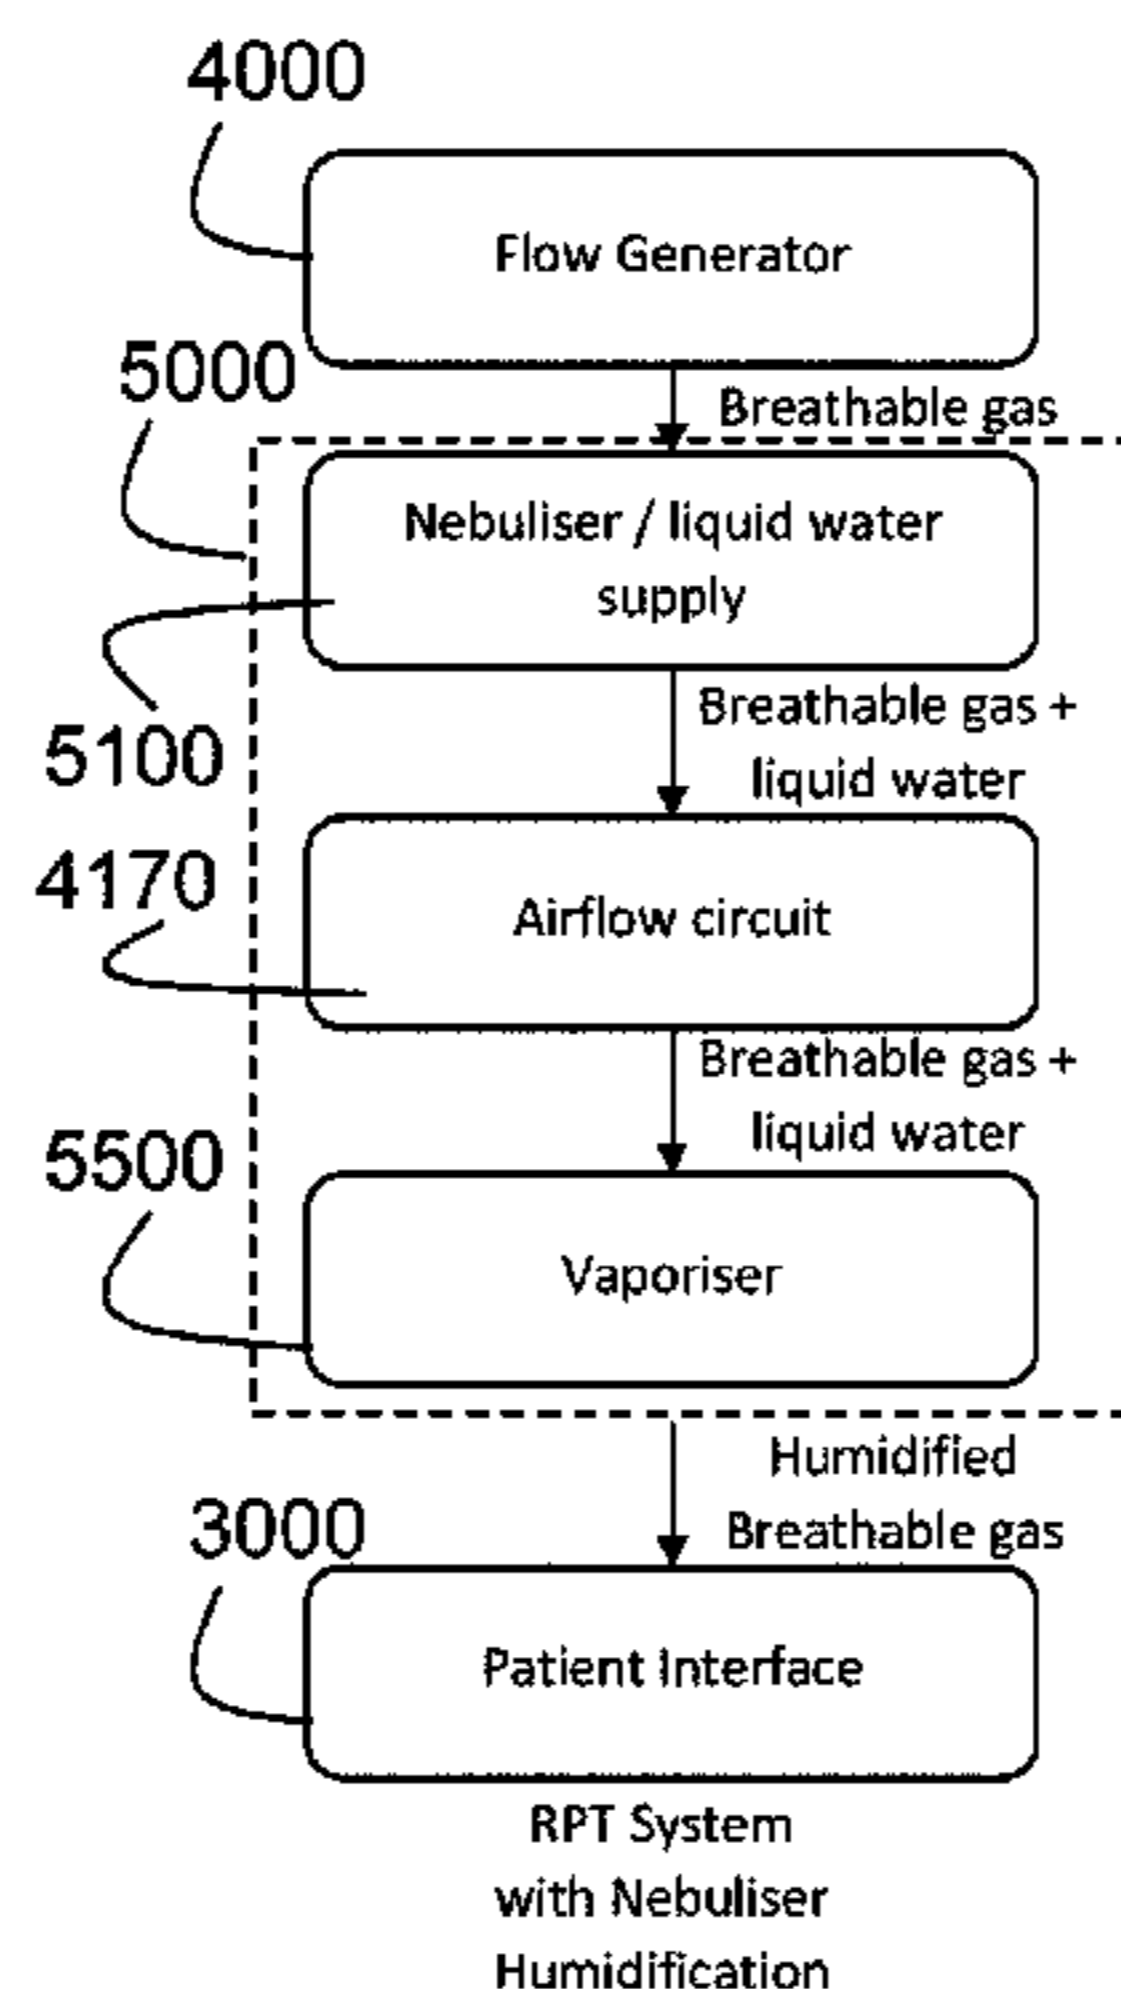 4000
Flow Generator
5000
Breathable gas
Nebuliser / liquid water
supply
5100
Breathable gas +
liquid water
4170
Airflow circuit
Breathable gas +
liquid water
5500
Vaporiser
Humidified
Breathable gas
3000
Patient Interface
RPT System
with Nebuliser
Humidification